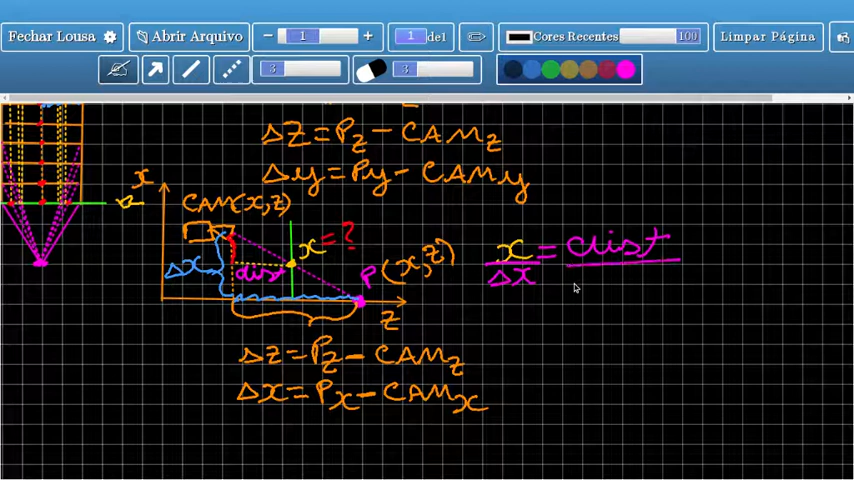 Fechar Lousa Abrir Arquivo − 1 + 1 de1 Cores Recentes 100 Limpar Página
3 3
ΔZ = Pz − CAMz
Δy = Py − CAMy
x
CAM(x,z)
x = ?
x/Δx = dist
Δx
dist
P (x,z)
z
Δz = Pz − CAMz
Δx = Px − CAMx